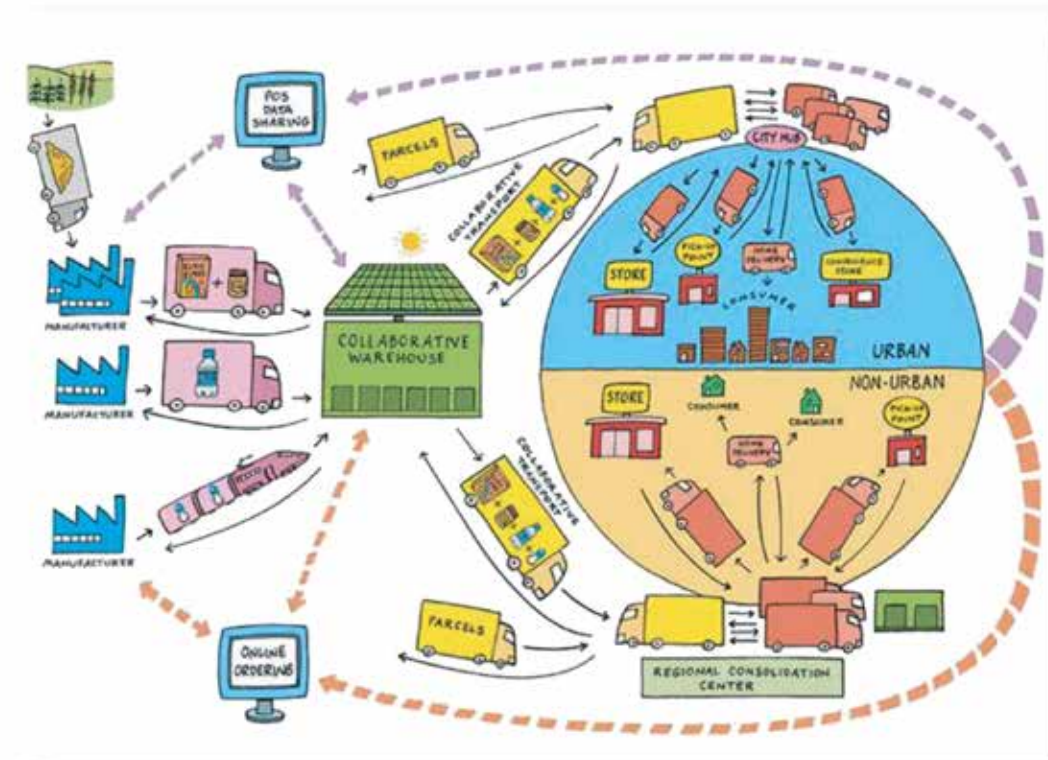 POS
DATA
SHARING
PARCELS
COLLABORATIVE
TRANSPORT
CITY HUB
MANUFACTURER
COLLABORATIVE
WAREHOUSE
STORE
PICK-UP
POINT
HOME
DELIVERY
CONVENIENCE
STORE
CONSUMER
URBAN
NON-URBAN
MANUFACTURER
STORE
CONSUMER
CONSUMER
PICK-UP
POINT
HOME
DELIVERY
COLLABORATIVE
TRANSPORT
MANUFACTURER
PARCELS
ONLINE
ORDERING
REGIONAL CONSOLIDATION
CENTER